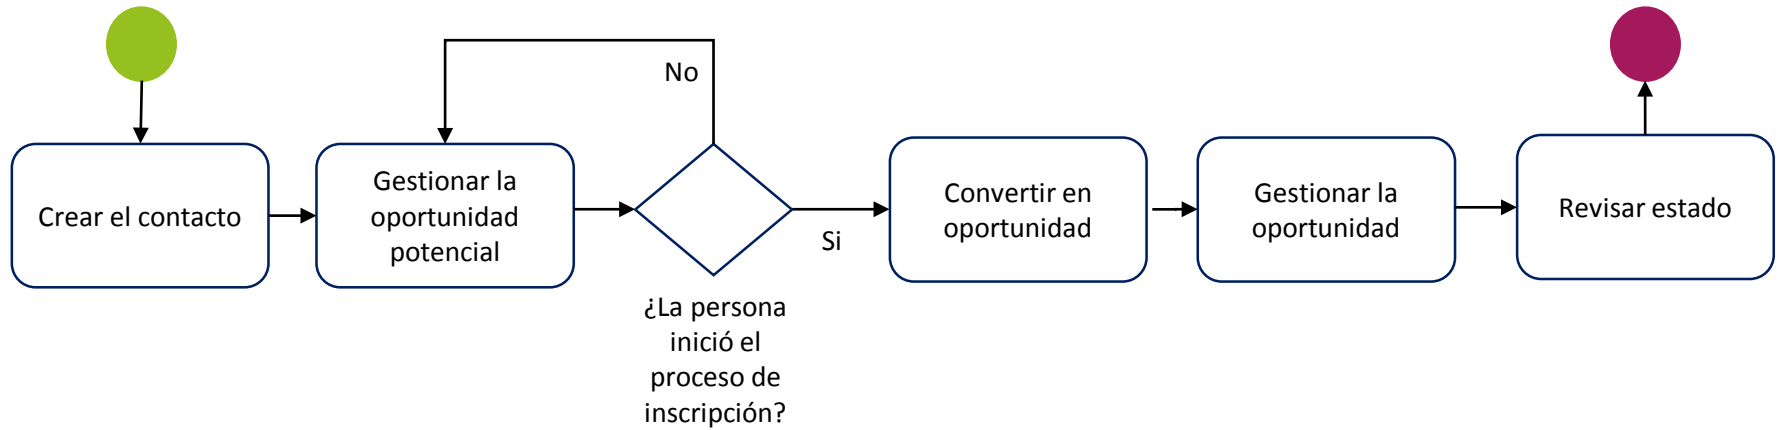 Crear el contacto
Gestionar la
oportunidad
potencial
No
Si
¿La persona
inició el
proceso de
inscripción?
Convertir en
oportunidad
Gestionar la
oportunidad
Revisar estado